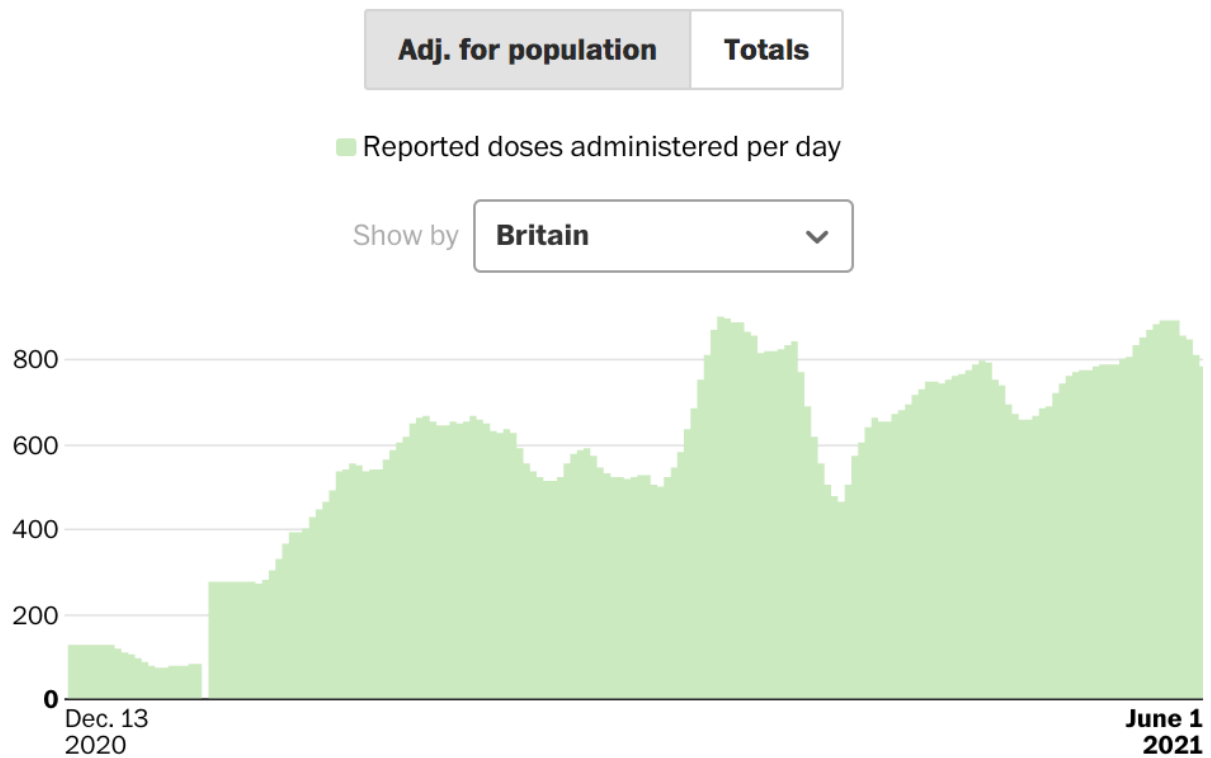 Adj. for population
Totals
Reported doses administered per day
Show by
Britain
800
600
400
200
0
Dec. 13
2020
June 1
2021